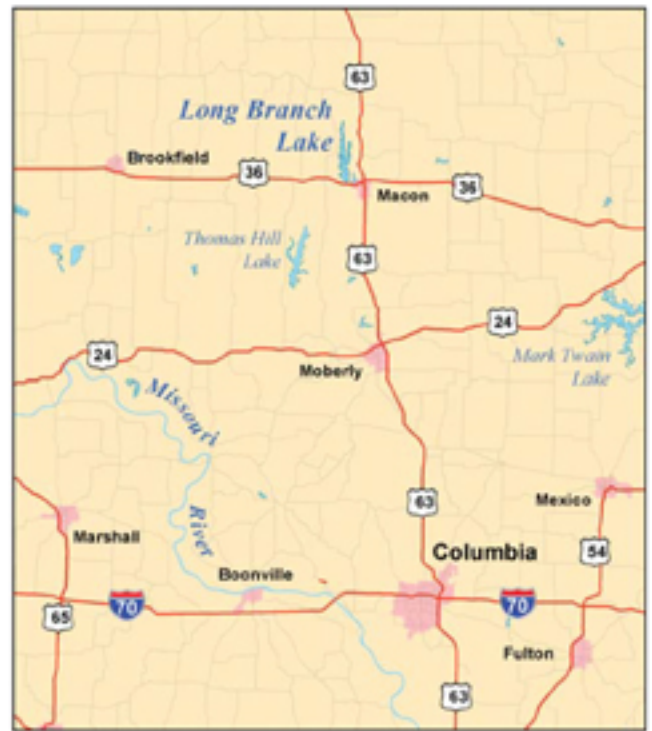 63
Long Branch
Lake
Brookfield
36
36
Macon
Thomas Hill
Lake
63
24
24
Mark Twain
Lake
Moberly
Missouri
River
63
Mexico
Marshall
54
Columbia
Boonville
70
70
65
Fulton
63